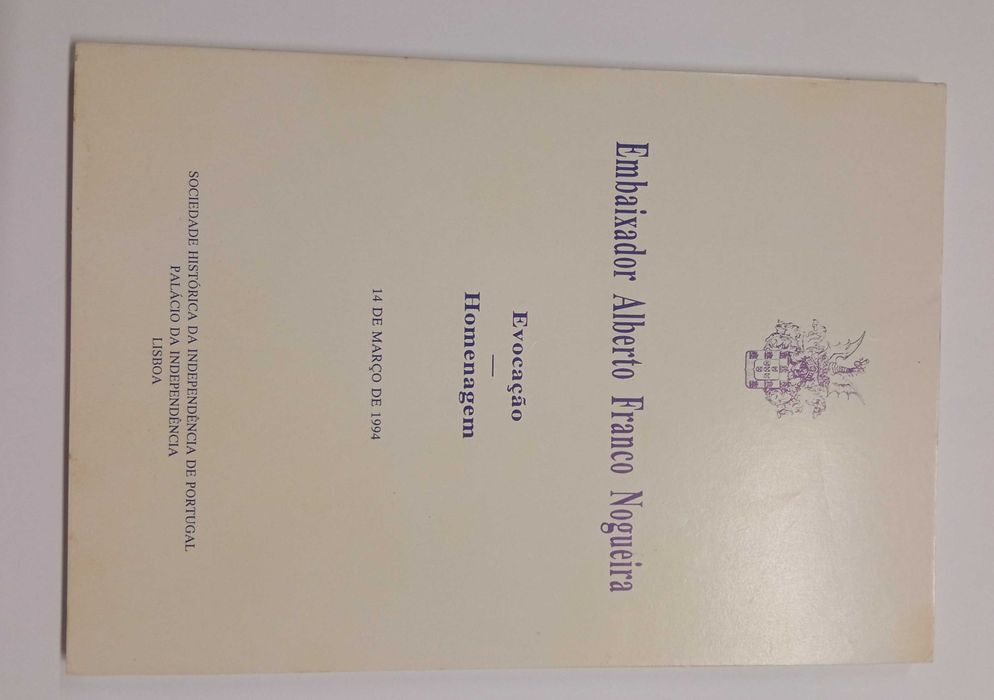 Embaixador Alberto Franco Nogueira
Evocação
—
Homenagem
14 DE MARÇO DE 1994
SOCIEDADE HISTÓRICA DA INDEPENDÊNCIA DE PORTUGAL
PALÁCIO DA INDEPENDÊNCIA
LISBOA